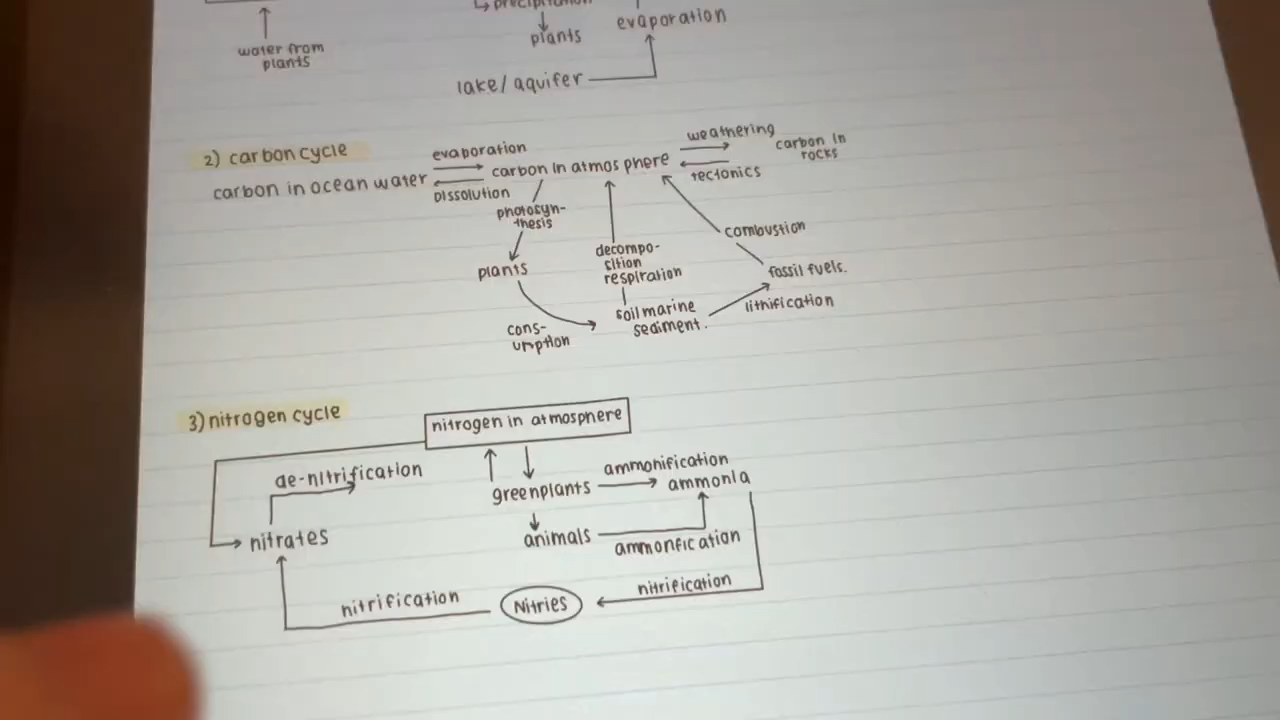 ↳ precipitation
evaporation
plants
water from
plants
lake/ aquifer
2) carbon cycle
evaporation
weathering
carbon in ocean water
carbon in atmosphere
carbon in
rocks
Dissolution
tectonics
photosyn-
thesis
combustion
decompo-
sition
respiration
plants
fossil fuels.
soil marine
sediment.
lithification
cons-
umption
3) nitrogen cycle
nitrogen in atmosphere
de-nitrification
ammonification
greenplants
ammonia
nitrates
animals
ammonfication
nitrification
nitrification
Nitries